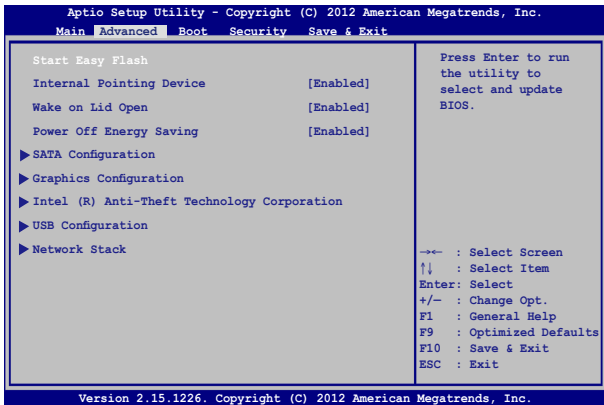 Aptio Setup Utility - Copyright (C) 2012 American Megatrends, Inc.
Main Advanced Boot Security Save & Exit
Start Easy Flash
Internal Pointing Device [Enabled]
Wake on Lid Open [Enabled]
Power Off Energy Saving [Enabled]
SATA Configuration
Graphics Configuration
Intel (R) Anti-Theft Technology Corporation
USB Configuration
Network Stack
Press Enter to run
the utility to
select and update
BIOS.
→← : Select Screen
↑↓ : Select Item
Enter: Select
+/— : Change Opt.
F1 : General Help
F9 : Optimized Defaults
F10 : Save & Exit
ESC : Exit
Version 2.15.1226. Copyright (C) 2012 American Megatrends, Inc.